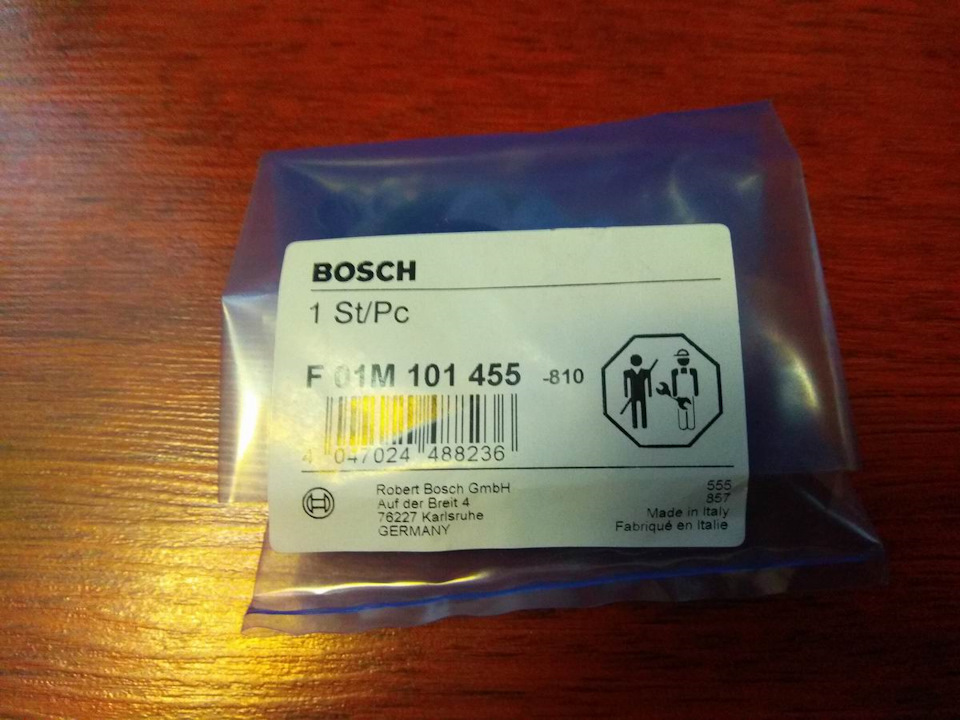 BOSCH
1 St/Pc
F 01M 101 455 -810
4 047024 488236
Robert Bosch GmbH
Auf der Breit 4
76227 Karlsruhe
GERMANY
555
857
Made in Italy
Fabriqué en Italie